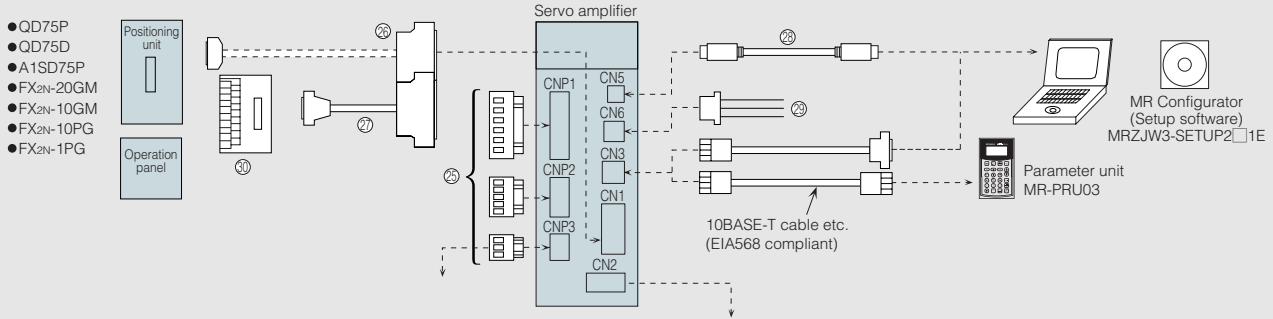 Servo amplifier
●QD75P
●QD75D
●A1SD75P
●FX2N-20GM
●FX2N-10GM
●FX2N-10PG
●FX2N-1PG
Positioning
unit
Operation
panel
㉖
㉗
㉚
㉕
CNP1
CNP2
CNP3
CN5
CN6
CN3
CN1
CN2
㉘
㉙
10BASE-T cable etc.
(EIA568 compliant)
MR Configurator
(Setup software)
MRZJW3-SETUP2□1E
Parameter unit
MR-PRU03